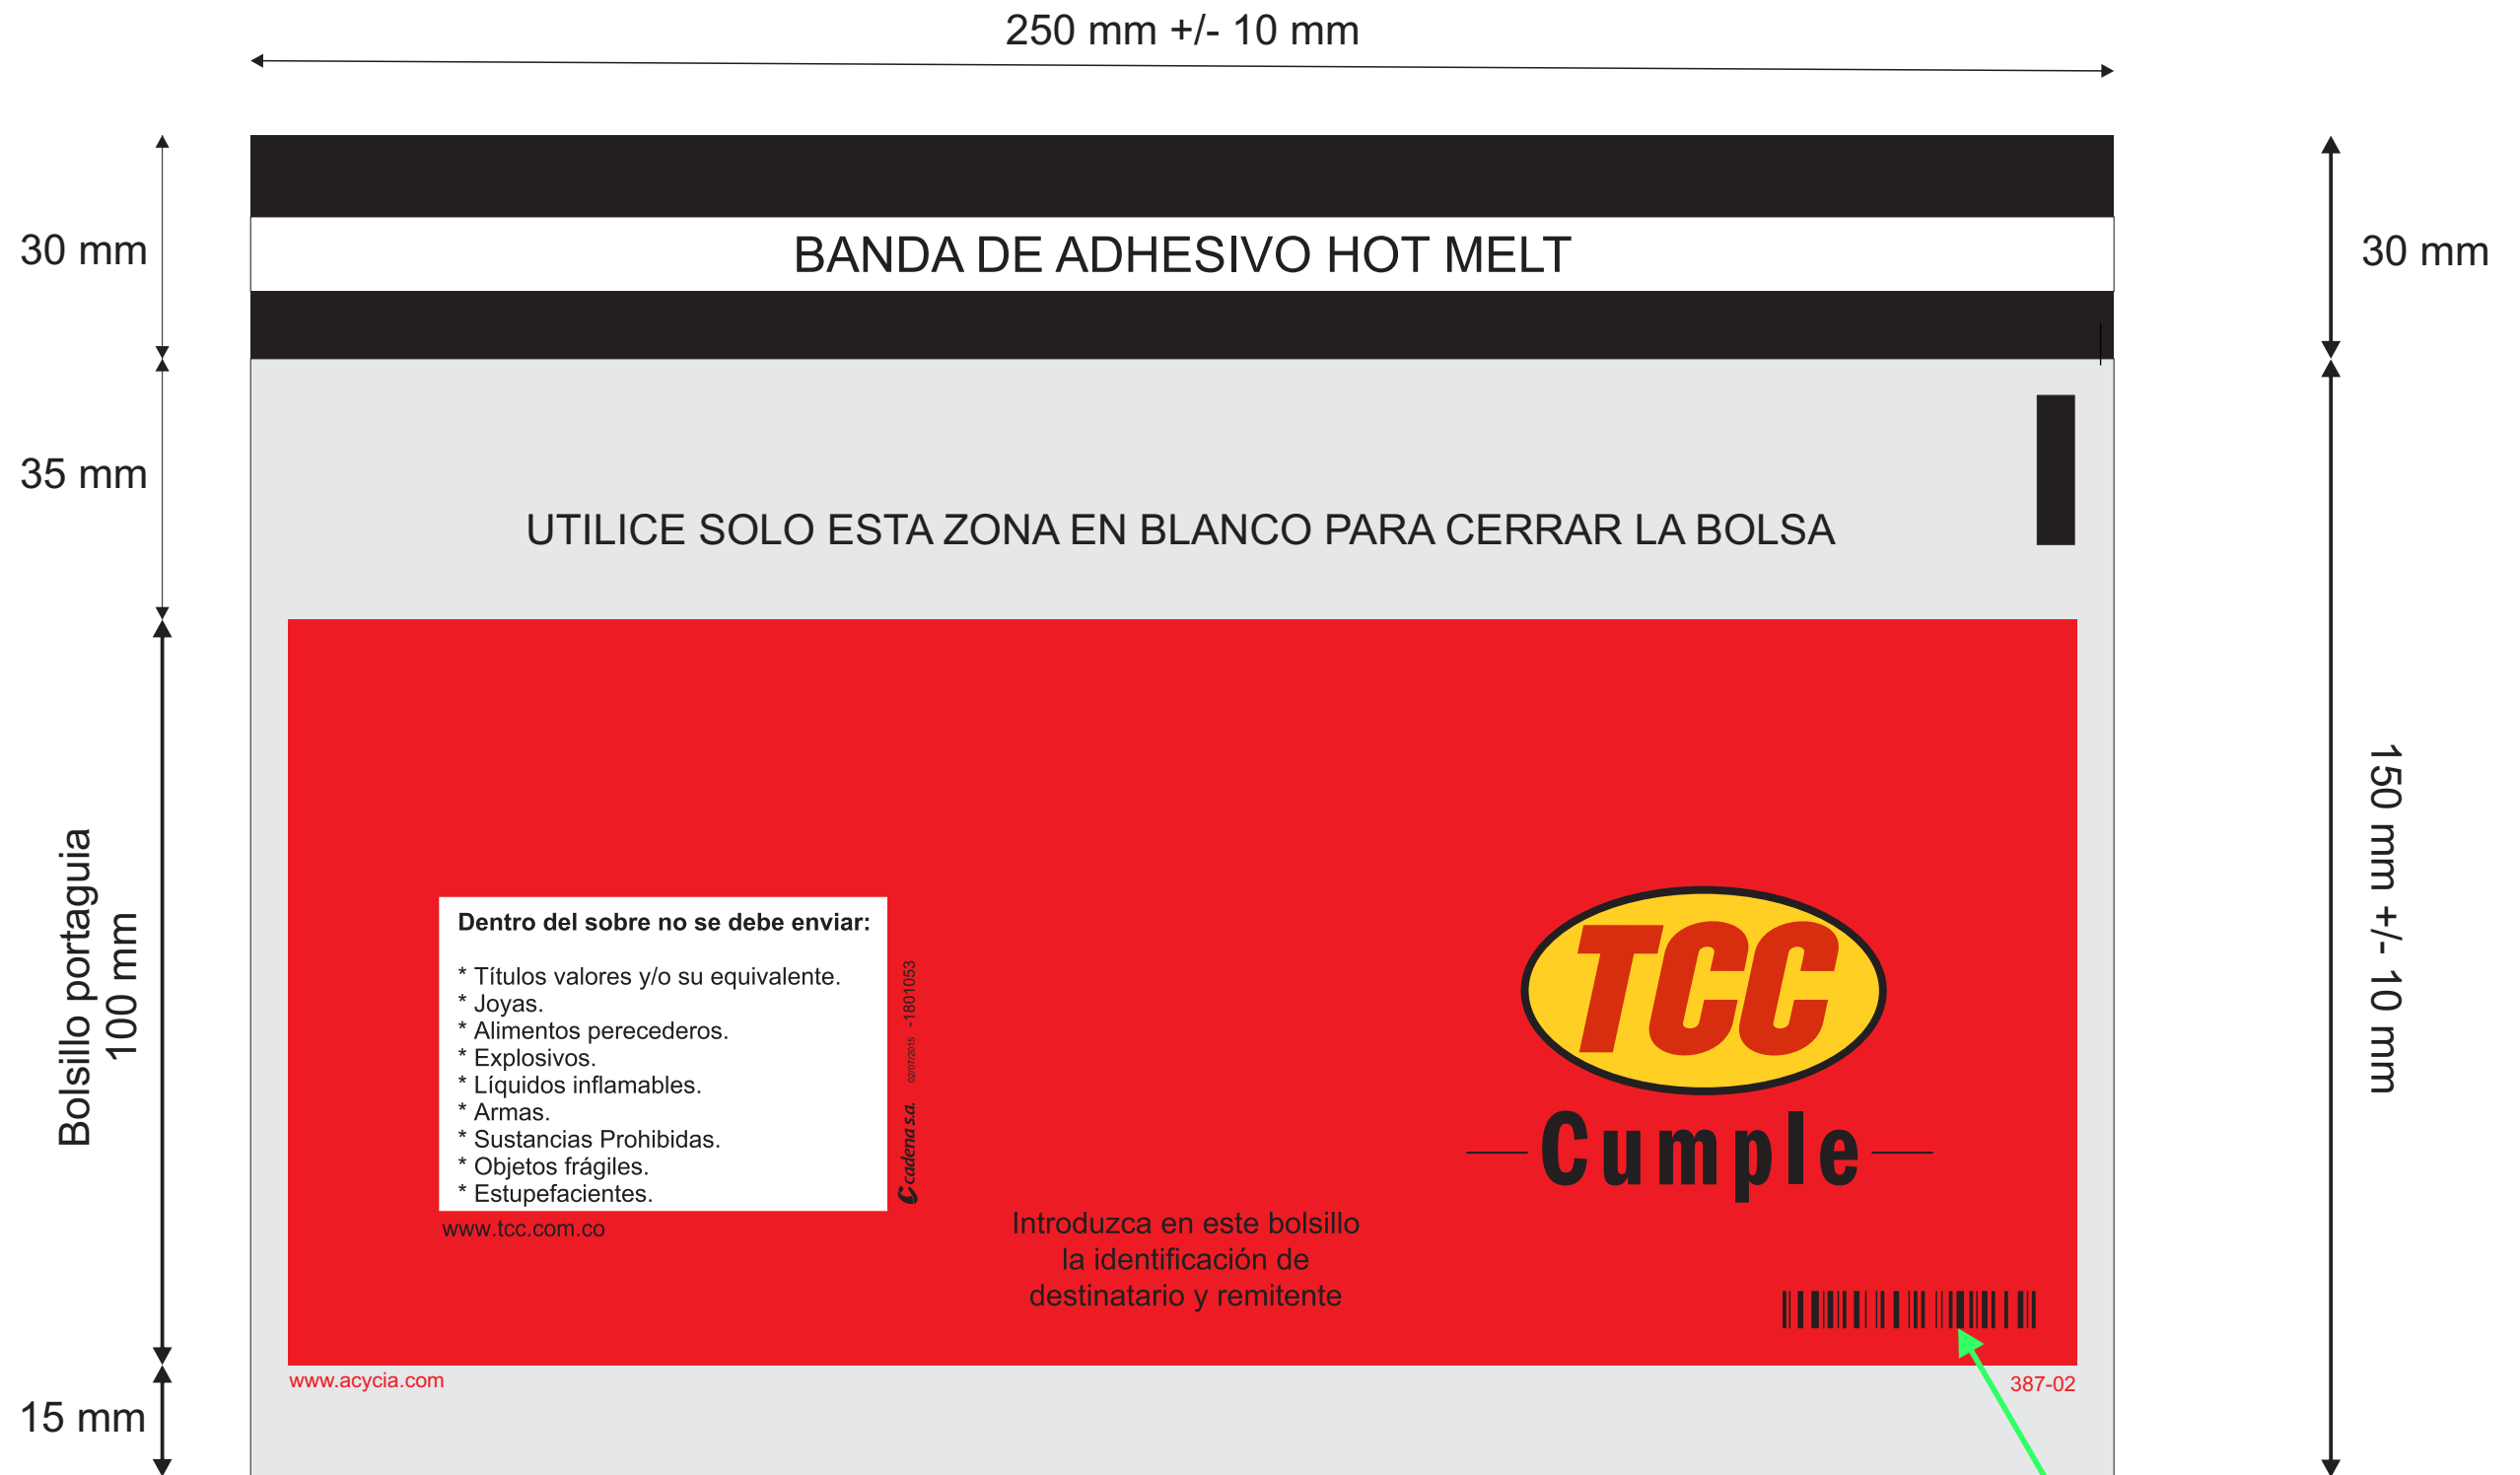 250 mm +/- 10 mm
30 mm
BANDA DE ADHESIVO HOT MELT
30 mm
35 mm
UTILICE SOLO ESTA ZONA EN BLANCO PARA CERRAR LA BOLSA
Bolsillo portaguia
100 mm
150 mm +/- 10 mm
Dentro del sobre no se debe enviar:
* Títulos valores y/o su equivalente.
* Joyas.
* Alimentos perecederos.
* Explosivos.
* Líquidos inflamables.
* Armas.
* Sustancias Prohibidas.
* Objetos frágiles.
* Estupefacientes.
www.tcc.com.co
cadena s.a. 02/07/2015 -1801053
TCC
Cumple
Introduzca en este bolsillo
la identificación de
destinatario y remitente
www.acycia.com
387-02
15 mm